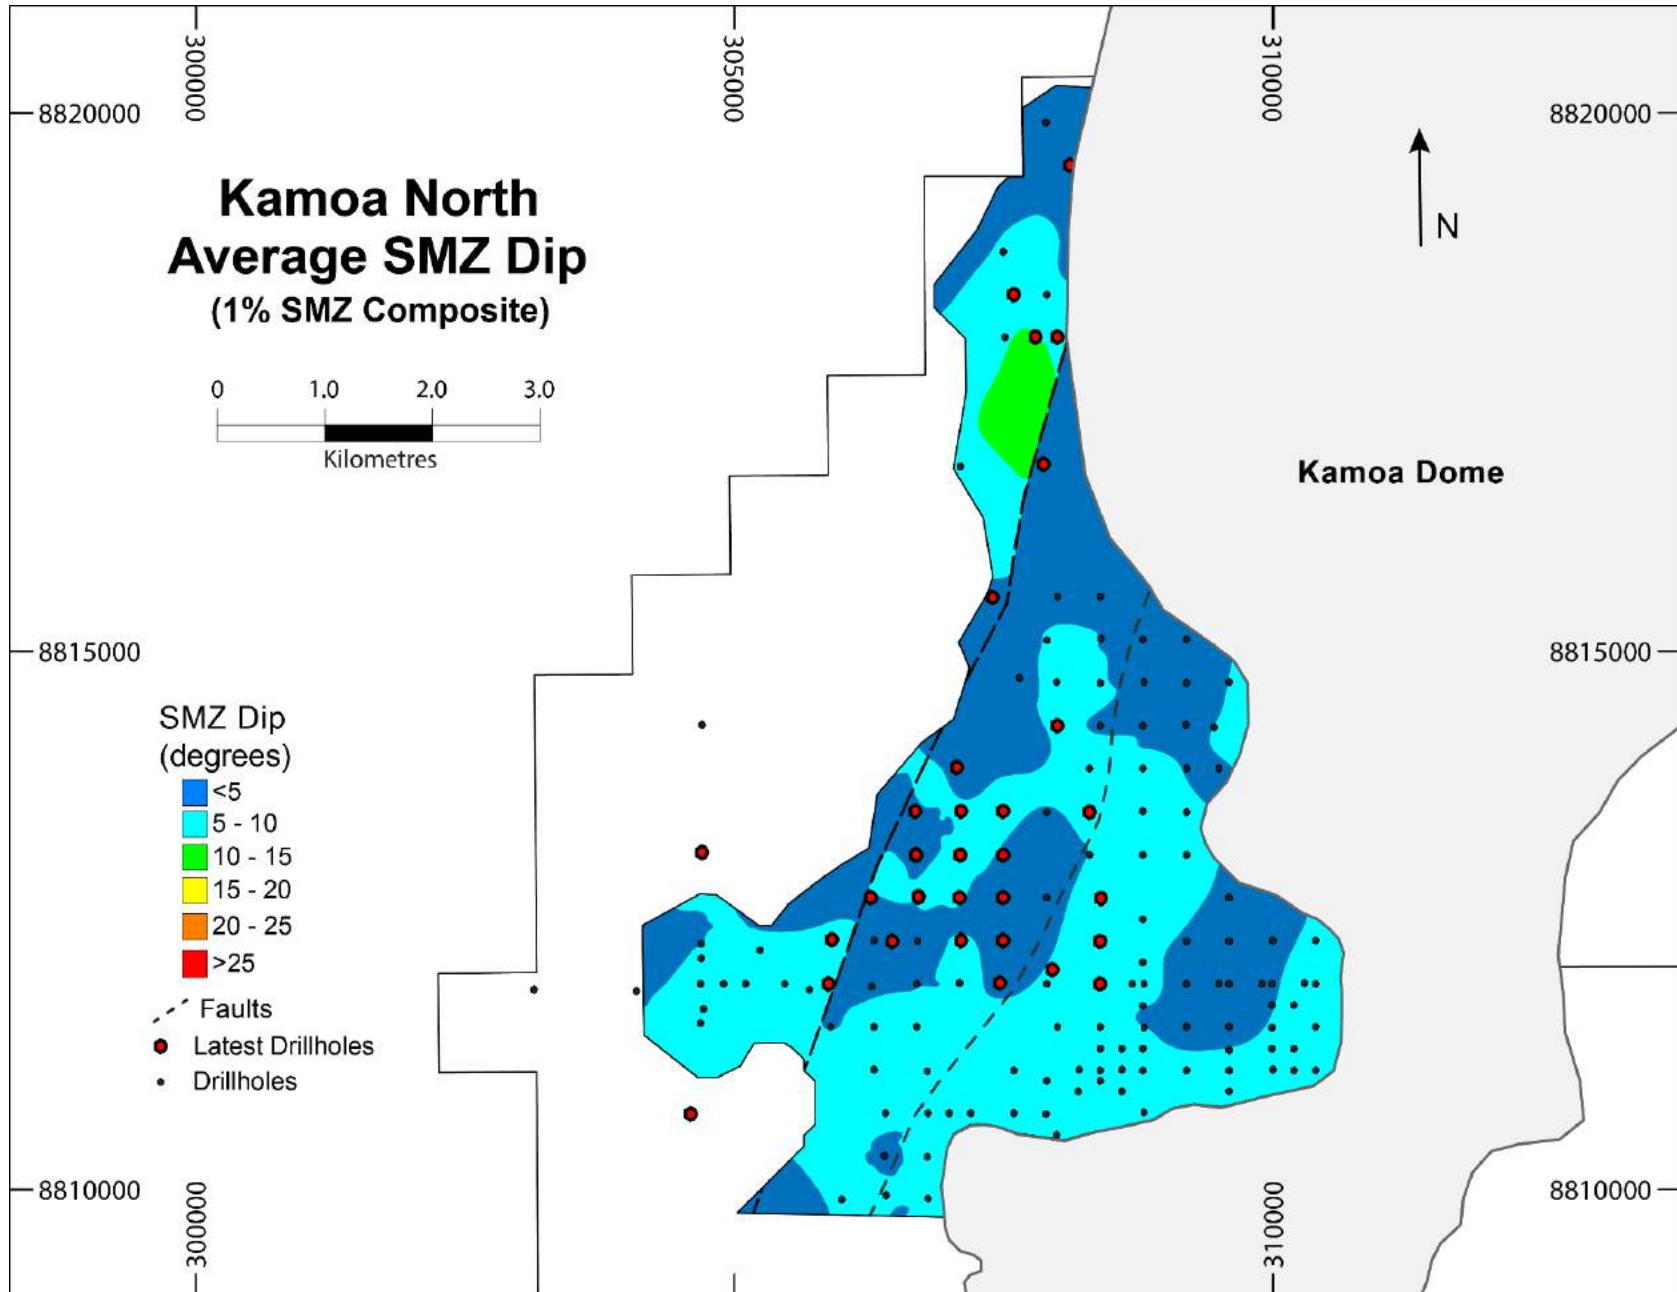 300000
305000
310000
8820000
8820000
Kamoa North
Average SMZ Dip
(1% SMZ Composite)
N
0 1.0 2.0 3.0
Kilometres
Kamoa Dome
8815000
8815000
SMZ Dip
(degrees)
<5
5 - 10
10 - 15
15 - 20
20 - 25
>25
Faults
Latest Drillholes
Drillholes
8810000
8810000
300000
310000